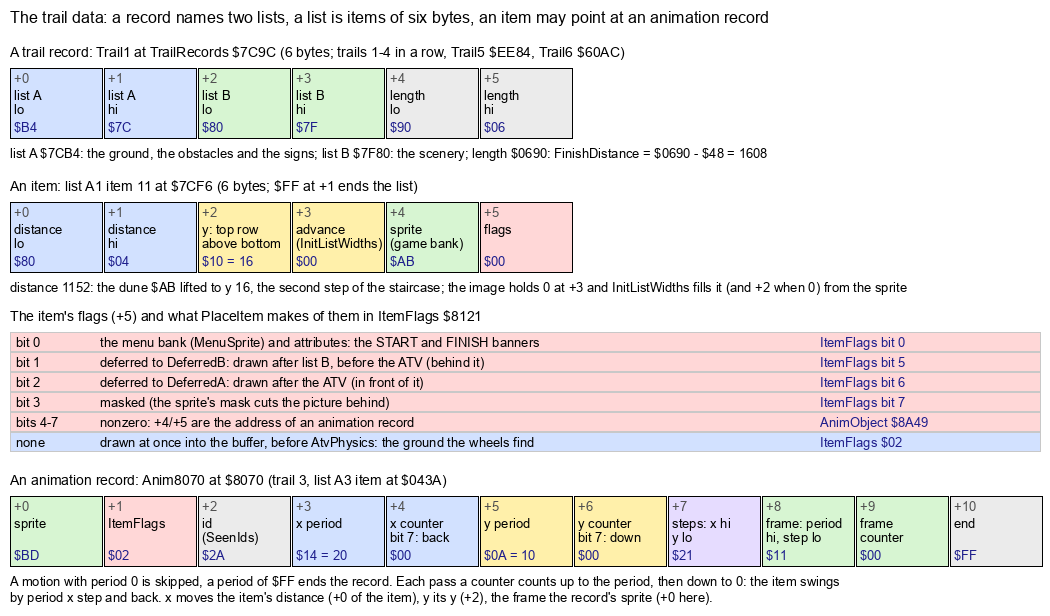 The trail data: a record names two lists, a list is items of six bytes, an item may point at an animation record
A trail record: Trail1 at TrailRecords $7C9C (6 bytes; trails 1-4 in a row, Trail5 $EE84, Trail6 $60AC)
+0 +1 +2 +3 +4 +5
list A list A list B list B length length
lo hi lo hi lo hi
$B4 $7C $80 $7F $90 $06
list A $7CB4: the ground, the obstacles and the signs; list B $7F80: the scenery; length $0690: FinishDistance = $0690 - $48 = 1608
An item: list A1 item 11 at $7CF6 (6 bytes; $FF at +1 ends the list)
+0 +1 +2 +3 +4 +5
distance distance y: top row advance sprite flags
lo hi above bottom (InitListWidths) (game bank)
$80 $04 $10 = 16 $00 $AB $00
distance 1152: the dune $AB lifted to y 16, the second step of the staircase; the image holds 0 at +3 and InitListWidths fills it (and +2 when 0) from the sprite
The item's flags (+5) and what PlaceItem makes of them in ItemFlags $8121
bit 0 the menu bank (MenuSprite) and attributes: the START and FINISH banners ItemFlags bit 0
bit 1 deferred to DeferredB: drawn after list B, before the ATV (behind it) ItemFlags bit 5
bit 2 deferred to DeferredA: drawn after the ATV (in front of it) ItemFlags bit 6
bit 3 masked (the sprite's mask cuts the picture behind) ItemFlags bit 7
bits 4-7 nonzero: +4/+5 are the address of an animation record AnimObject $8A49
none drawn at once into the buffer, before AtvPhysics: the ground the wheels find ItemFlags $02
An animation record: Anim8070 at $8070 (trail 3, list A3 item at $043A)
+0 +1 +2 +3 +4 +5 +6 +7 +8 +9 +10
sprite ItemFlags id x period x counter y period y counter steps: x hi frame: period frame end
(SeenIds) bit 7: back bit 7: down y lo hi, step lo counter
$BD $02 $2A $14 = 20 $00 $0A = 10 $00 $21 $11 $00 $FF
A motion with period 0 is skipped, a period of $FF ends the record. Each pass a counter counts up to the period, then down to 0: the item swings
by period x step and back. x moves the item's distance (+0 of the item), y its y (+2), the frame the record's sprite (+0 here).